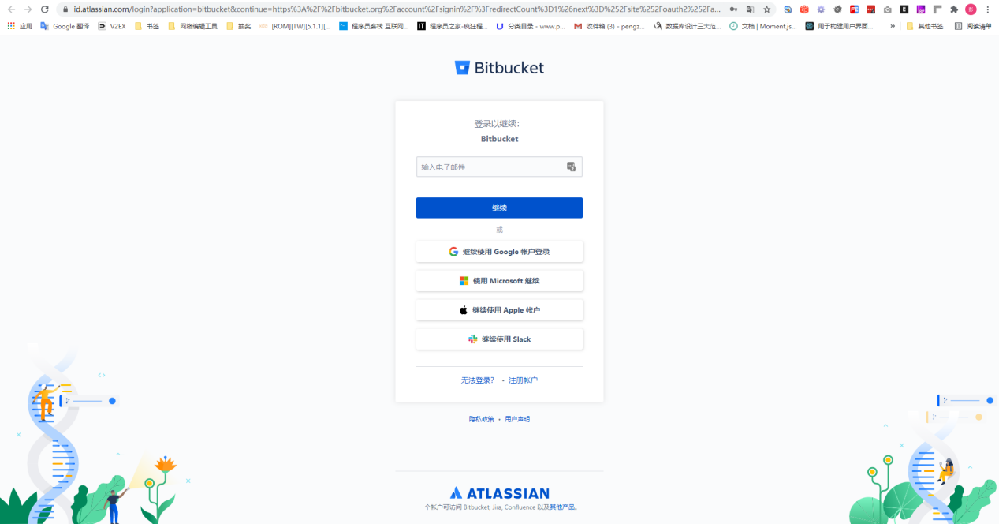 id.atlassian.com/login?application=bitbucket&continue=https%3A%2F%2Fbitbucket.org%2Faccount%2Fsignin%2F%3FredirectCount%3D1%26next%3D%252Fsite%252Foauth2%252Fa...
应用 Google 翻译 V2EX 书签 网络编辑工具 抽奖 [ROM][TW][5.1.1][... 程序员客栈 互联网... 程序员之家-疯狂程... 分类目录 - www.p... 收件箱 (3) - pengz... 数据库设计三大范... 文档 | Moment.js... 用于构建用户界面... » 其他书签 阅读清单
Bitbucket
登录以继续:
Bitbucket
输入电子邮件
继续
或
继续使用 Google 帐户登录
使用 Microsoft 继续
继续使用 Apple 帐户
继续使用 Slack
无法登录? • 注册帐户
隐私政策 • 用户声明
ATLASSIAN
一个帐户可访问 Bitbucket, Jira, Confluence 以及其他产品。